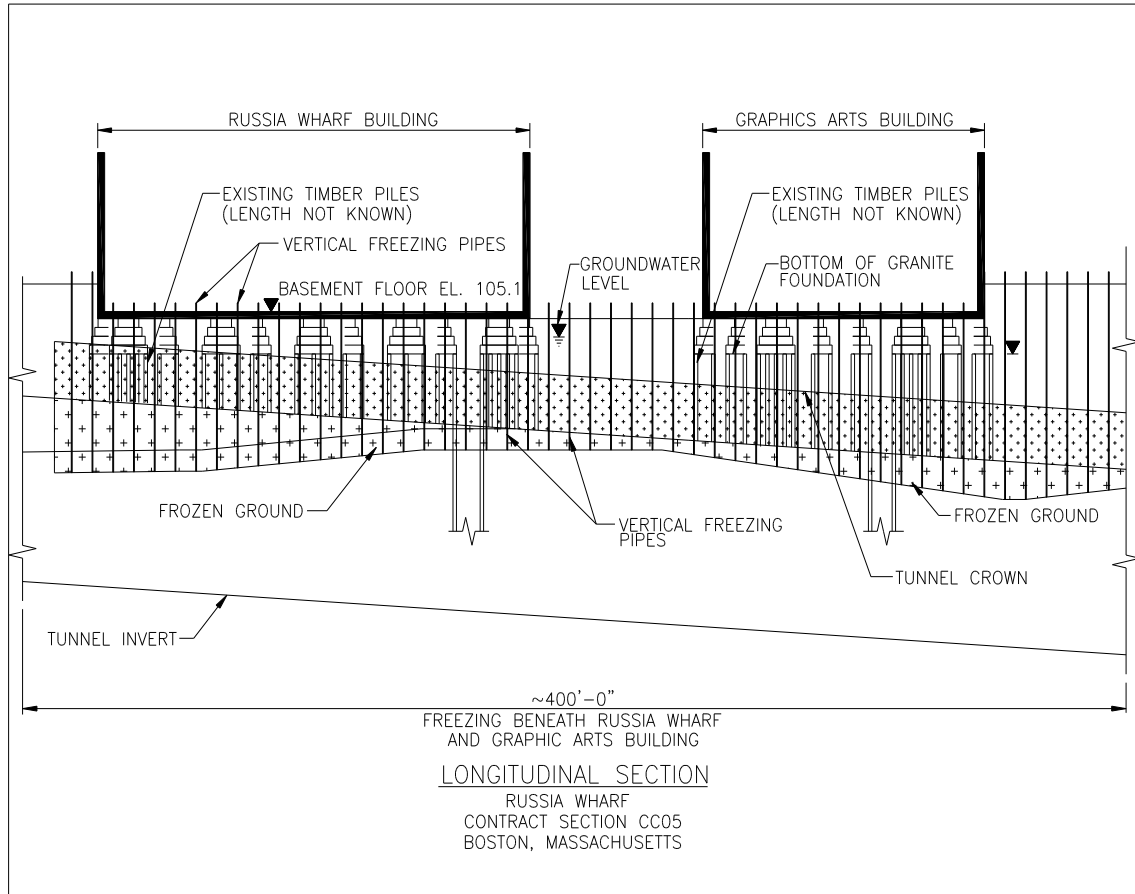 RUSSIA WHARF BUILDING
GRAPHICS ARTS BUILDING
EXISTING TIMBER PILES
(LENGTH NOT KNOWN)
VERTICAL FREEZING PIPES
BASEMENT FLOOR EL. 105.1
GROUNDWATER
LEVEL
EXISTING TIMBER PILES
(LENGTH NOT KNOWN)
BOTTOM OF GRANITE
FOUNDATION
FROZEN GROUND
VERTICAL FREEZING
PIPES
FROZEN GROUND
TUNNEL CROWN
TUNNEL INVERT
~400'-0"
FREEZING BENEATH RUSSIA WHARF
AND GRAPHIC ARTS BUILDING
LONGITUDINAL SECTION
RUSSIA WHARF
CONTRACT SECTION CC05
BOSTON, MASSACHUSETTS